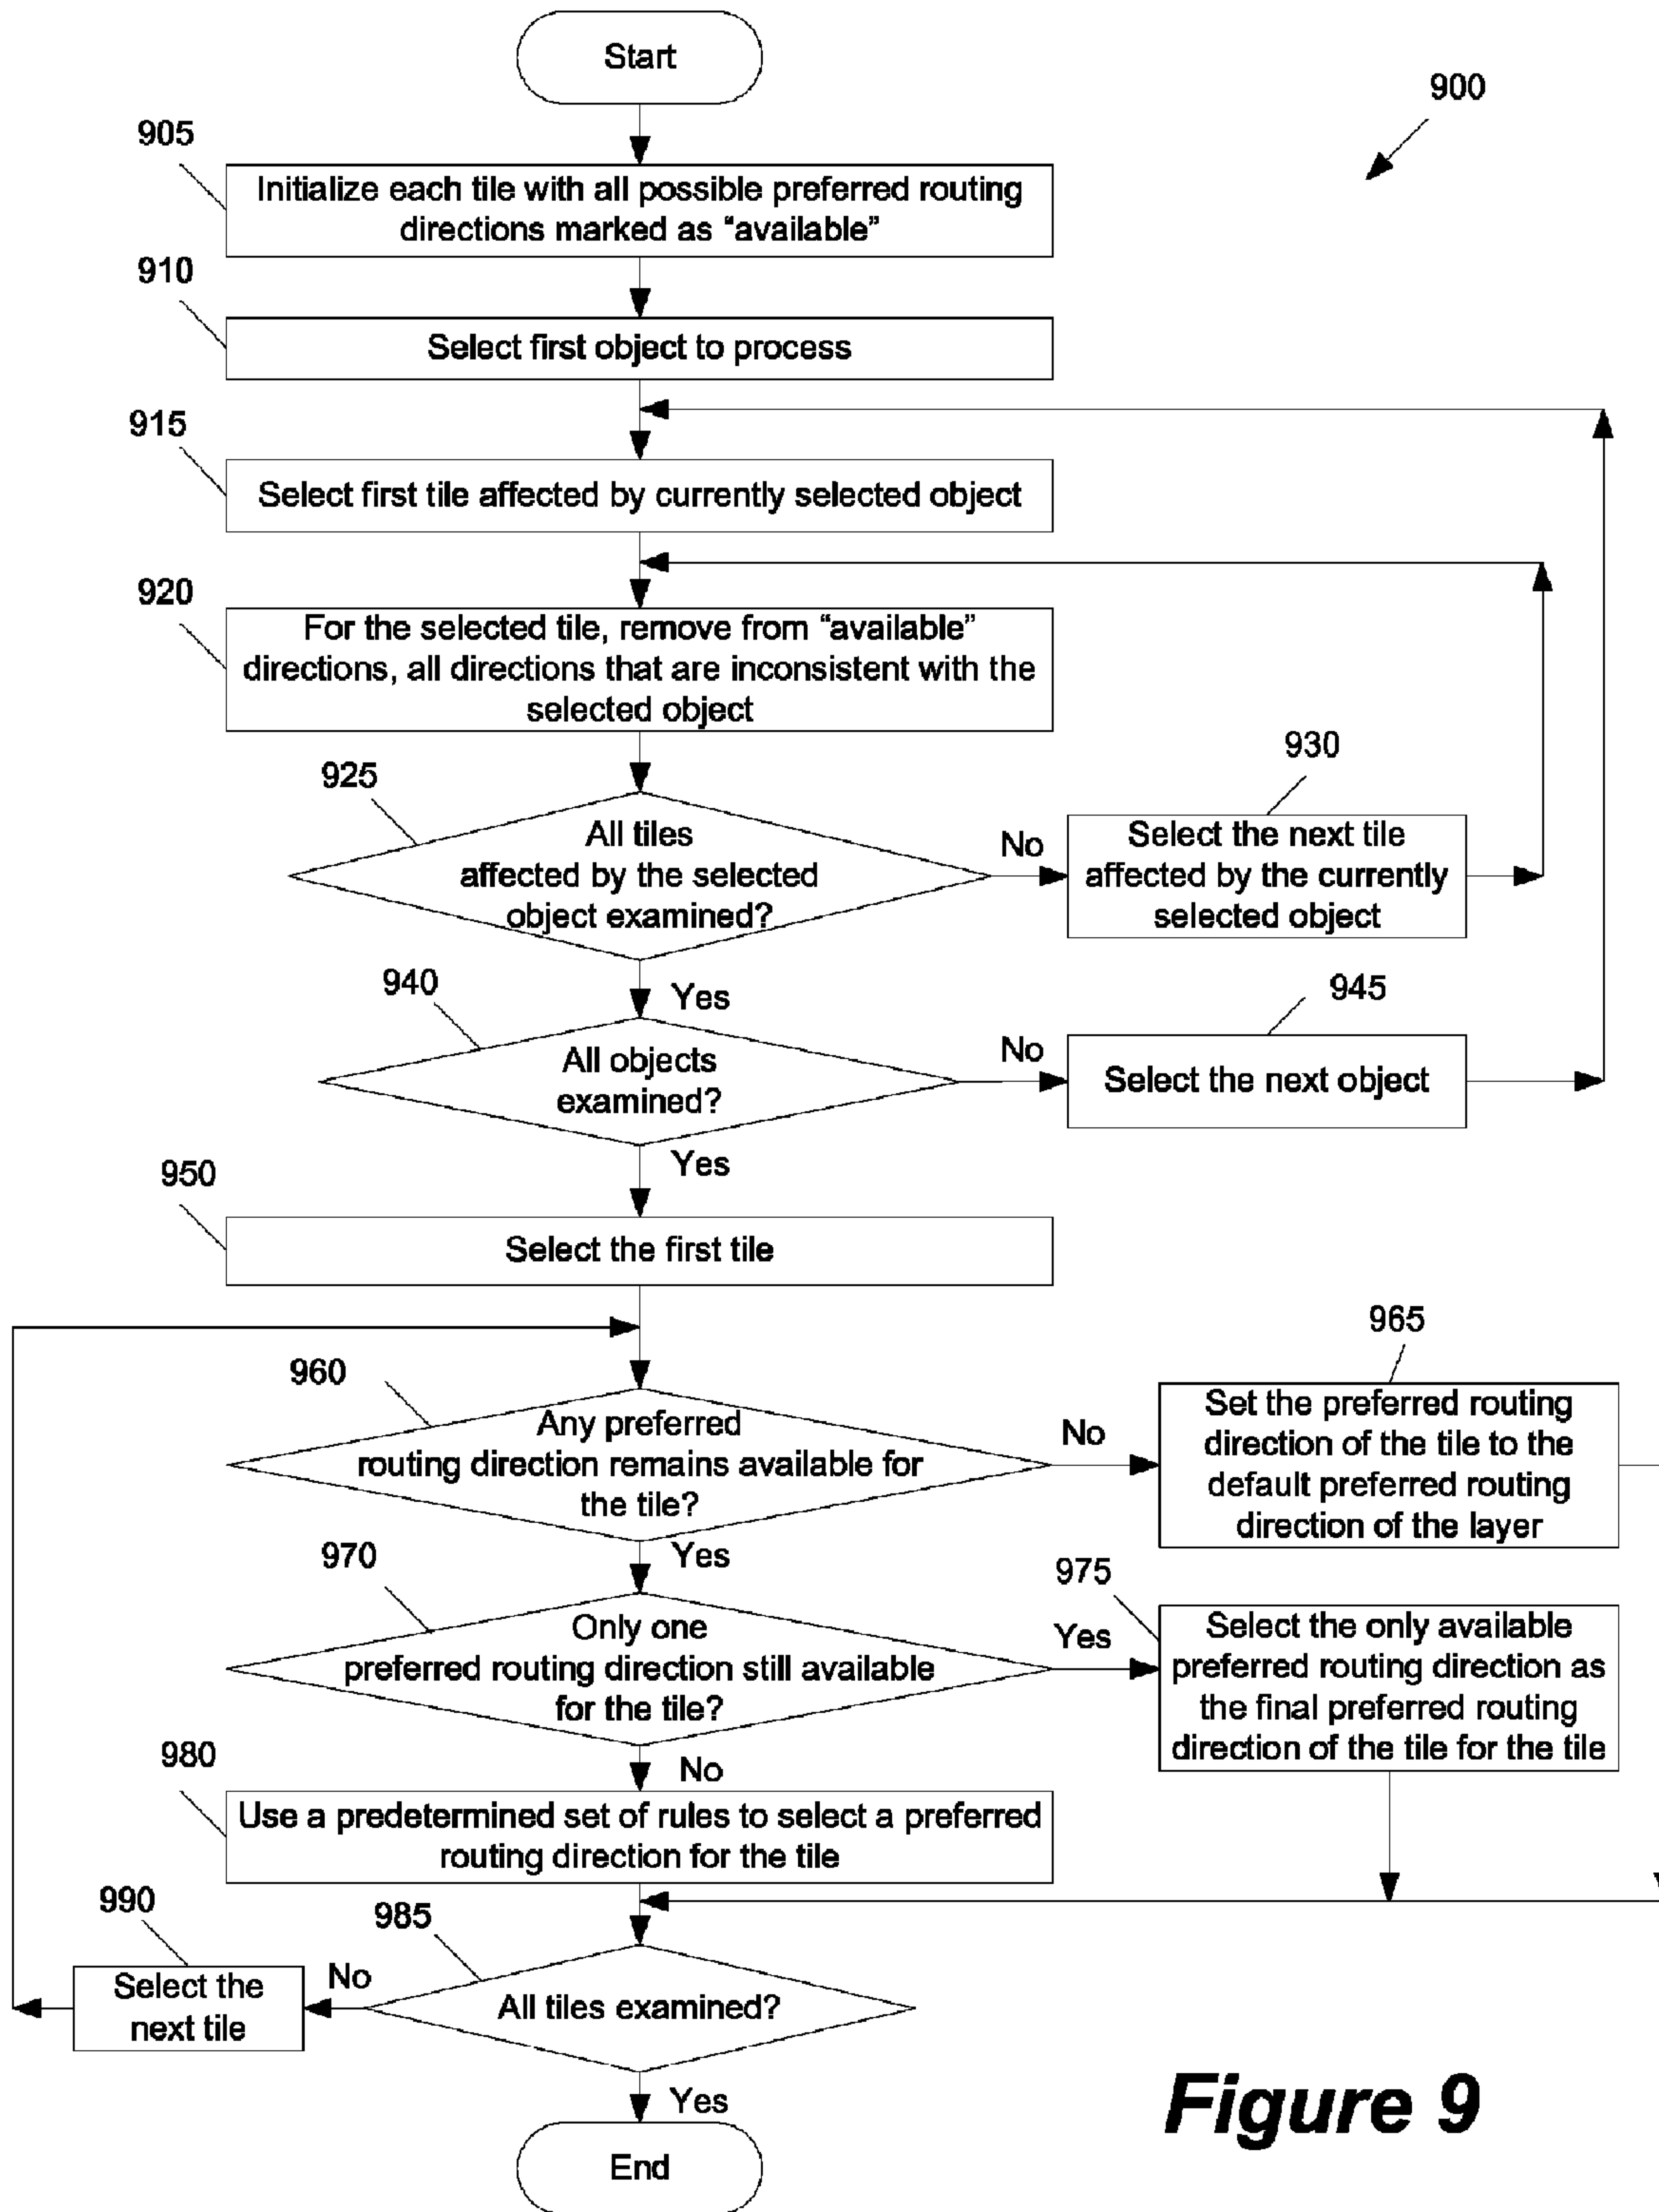 Start
900
905
Initialize each tile with all possible preferred routing
directions marked as “available”
910
Select first object to process
915
Select first tile affected by currently selected object
920
For the selected tile, remove from “available”
directions, all directions that are inconsistent with the
selected object
925
All tiles
affected by the selected
object examined?
No
930
Select the next tile
affected by the currently
selected object
Yes
940
All objects
examined?
No
945
Select the next object
Yes
950
Select the first tile
960
Any preferred
routing direction remains available for
the tile?
No
965
Set the preferred routing
direction of the tile to the
default preferred routing
direction of the layer
Yes
970
Only one
preferred routing direction still available
for the tile?
Yes
975
Select the only available
preferred routing direction as
the final preferred routing
direction of the tile for the tile
No
980
Use a predetermined set of rules to select a preferred
routing direction for the tile
985
All tiles examined?
No
990
Select the
next tile
Yes
End
Figure 9